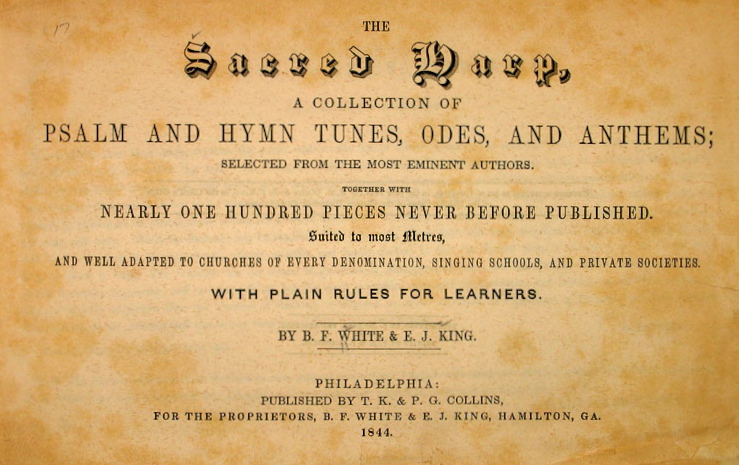 THE
Sacred Harp,
A COLLECTION OF
PSALM AND HYMN TUNES, ODES, AND ANTHEMS;
SELECTED FROM THE MOST EMINENT AUTHORS.
TOGETHER WITH
NEARLY ONE HUNDRED PIECES NEVER BEFORE PUBLISHED.
Suited to most Metres,
AND WELL ADAPTED TO CHURCHES OF EVERY DENOMINATION, SINGING SCHOOLS, AND PRIVATE SOCIETIES.
WITH PLAIN RULES FOR LEARNERS.
BY B. F. WHITE & E. J. KING.
PHILADELPHIA:
PUBLISHED BY T. K. & P. G. COLLINS,
FOR THE PROPRIETORS, B. F. WHITE & E. J. KING, HAMILTON, GA.
1844.